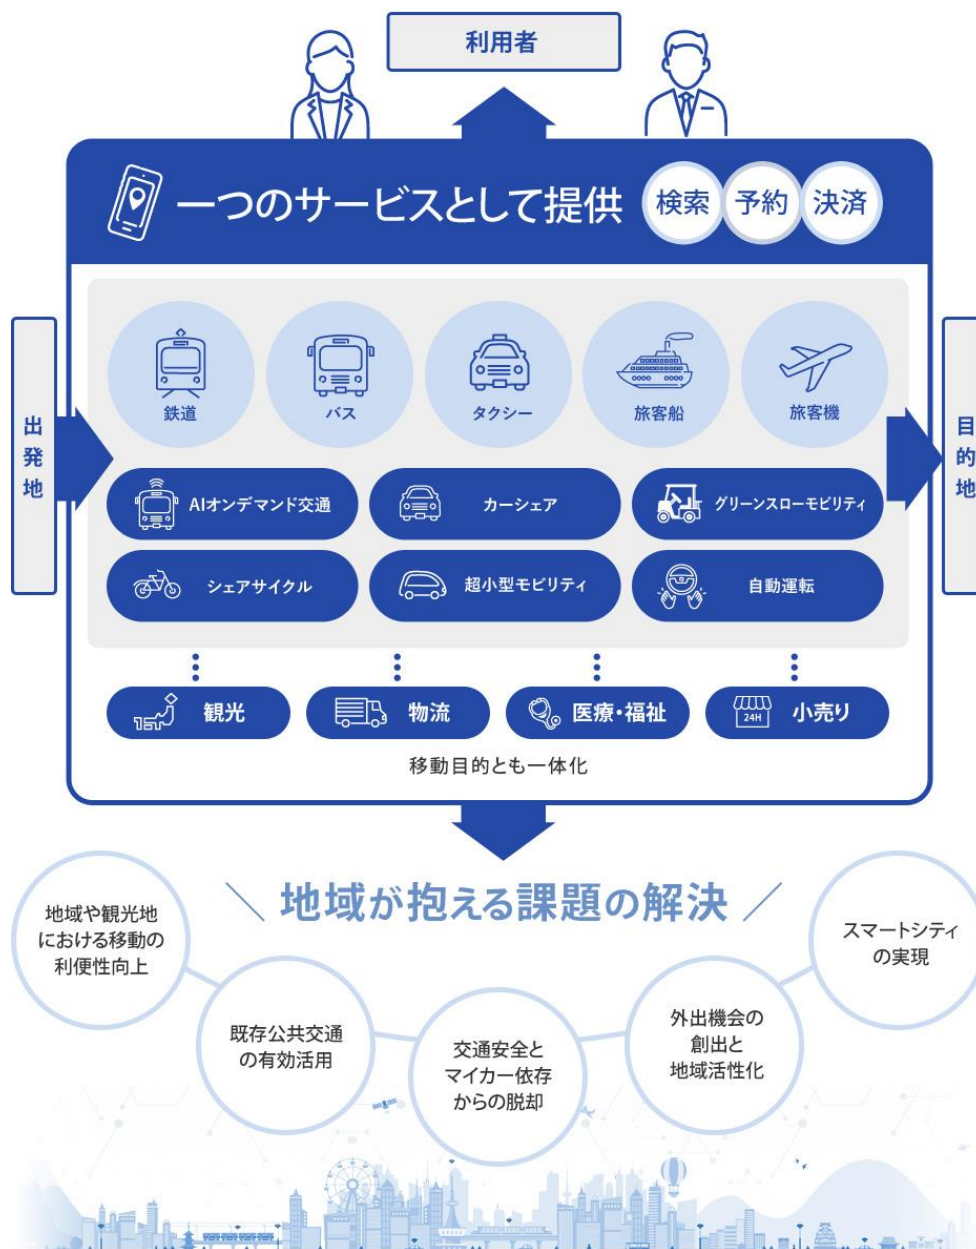 利用者
一つのサービスとして提供
検索
予約
決済
出発地
目的地
鉄道
バス
タクシー
旅客船
旅客機
AIオンデマンド交通
カーシェア
グリーンスローモビリティ
シェアサイクル
超小型モビリティ
自動運転
観光
物流
医療・福祉
24H
小売り
移動目的とも一体化
地域が抱える課題の解決
地域や観光地
における移動の
利便性向上
既存公共交通
の有効活用
交通安全と
マイカー依存
からの脱却
外出機会の
創出と
地域活性化
スマートシティ
の実現